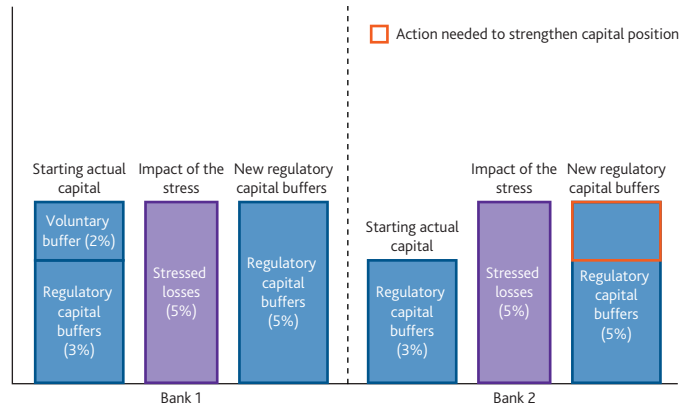 Action needed to strengthen capital position
Starting actual
capital
Impact of the
stress
New regulatory
capital buffers
Voluntary
buffer (2%)
Regulatory
capital
buffers
(3%)
Stressed
losses
(5%)
Regulatory
capital
buffers
(5%)
Bank 1
Starting actual
capital
Impact of the
stress
New regulatory
capital buffers
Regulatory
capital
buffers
(3%)
Stressed
losses
(5%)
Regulatory
capital
buffers
(5%)
Bank 2